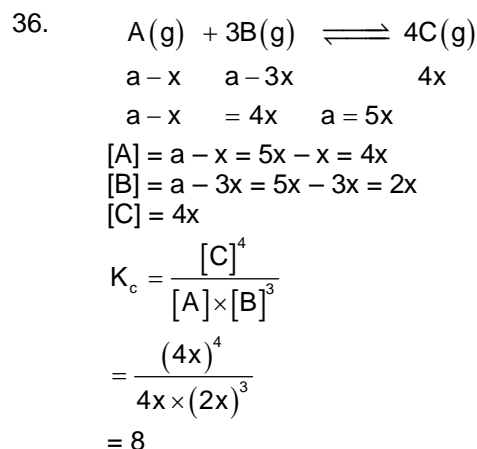 36. A(g) + 3B(g) ⇌ 4C(g)
a – x a – 3x 4x
a – x = 4x a = 5x
[A] = a – x = 5x – x = 4x
[B] = a – 3x = 5x – 3x = 2x
[C] = 4x
K_c = [C]^4 / [A]×[B]^3
= (4x)^4 / 4x×(2x)^3
= 8